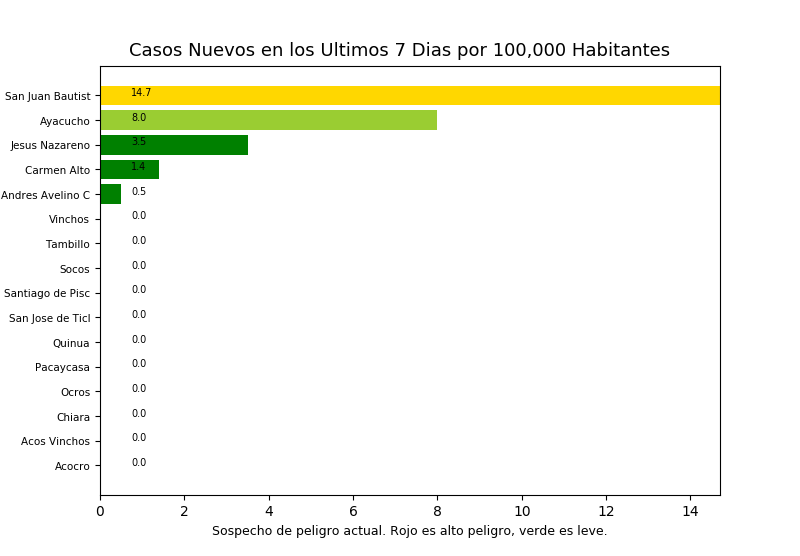 Casos Nuevos en los Ultimos 7 Dias por 100,000 Habitantes
San Juan Bautist 14.7
Ayacucho 8.0
Jesus Nazareno 3.5
Carmen Alto 1.4
Andres Avelino C 0.5
Vinchos 0.0
Tambillo 0.0
Socos 0.0
Santiago de Pisc 0.0
San Jose de Ticl 0.0
Quinua 0.0
Pacaycasa 0.0
Ocros 0.0
Chiara 0.0
Acos Vinchos 0.0
Acocro 0.0
0 2 4 6 8 10 12 14
Sospecho de peligro actual. Rojo es alto peligro, verde es leve.